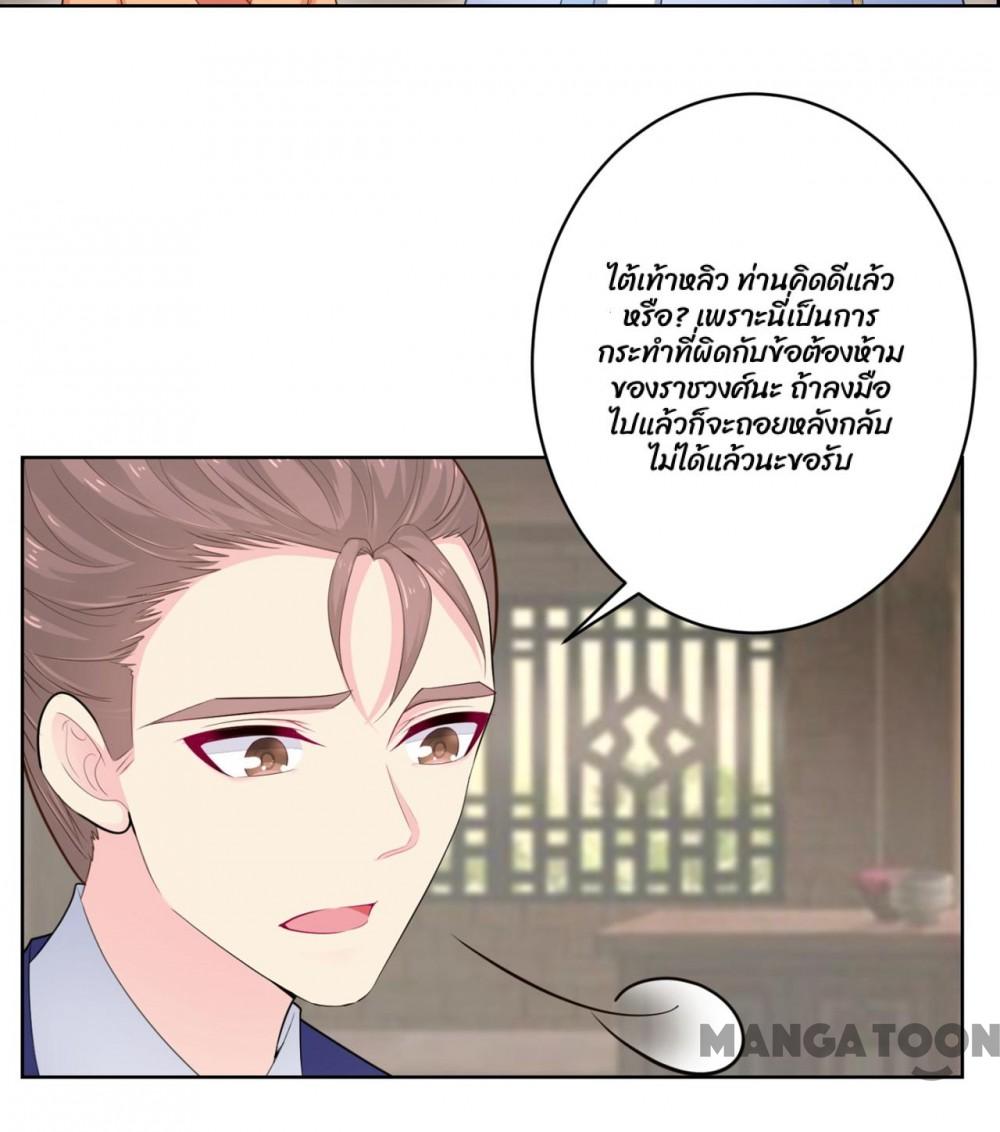 ไต้เท้าหลิว ท่านคิดดีแล้ว
หรือ? เพราะนี่เป็นการ
กระทำที่ผิดกับข้อต้องห้าม
ของราชวงศ์นะ ถ้าลงมือ
ไปแล้วก็จะถอยหลังกลับ
ไม่ได้แล้วนะขอรับ
MANGATOON